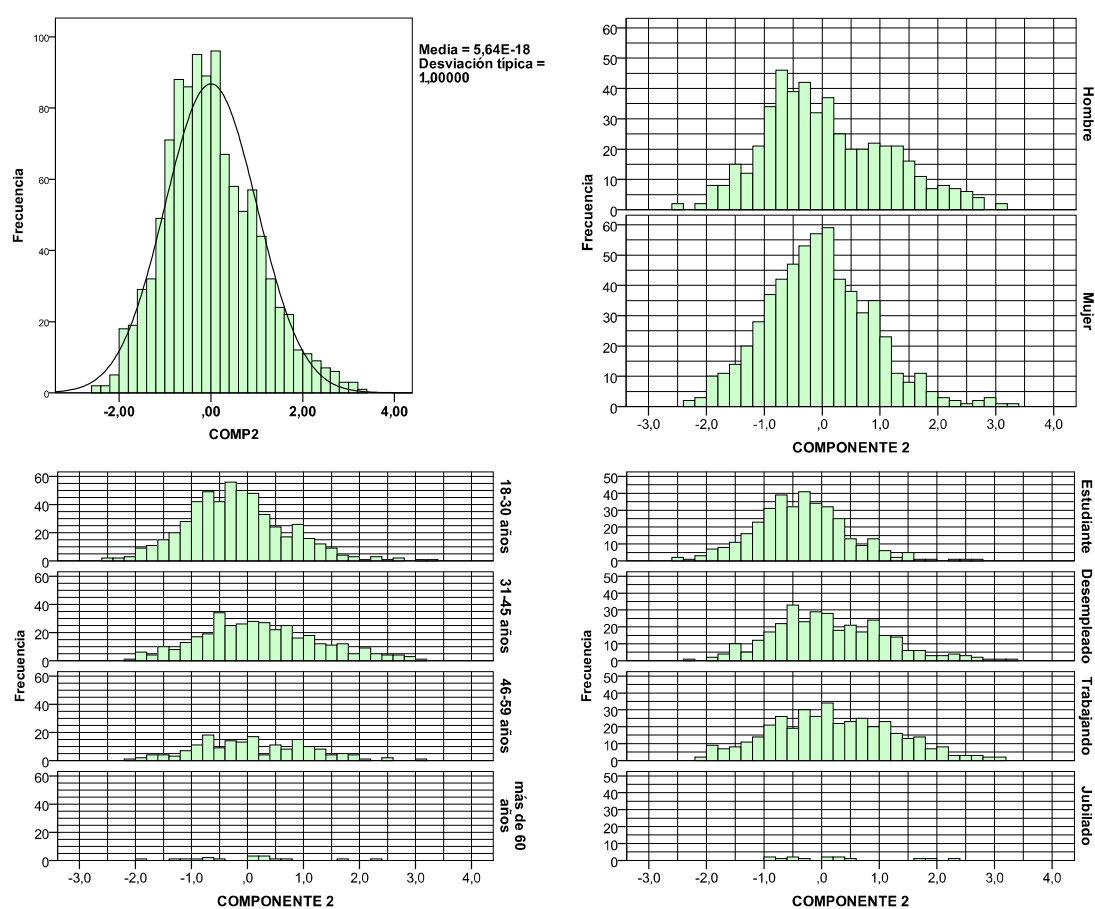 100
80
60
40
20
0
Frecuencia
-2,00 ,00 2,00 4,00
COMP2
Media = 5,64E-18
Desviación típica =
1,00000
60
50
40
30
20
10
0
Hombre
60
50
40
30
20
10
0
Mujer
Frecuencia
-3,0 -2,0 -1,0 ,0 1,0 2,0 3,0 4,0
COMPONENTE 2
60
40
20
0
18-30 años
60
40
20
0
31-45 años
60
40
20
0
46-59 años
60
40
20
0
más de 60
años
Frecuencia
-3,0 -2,0 -1,0 ,0 1,0 2,0 3,0 4,0
COMPONENTE 2
50
40
30
20
10
0
Estudiante
50
40
30
20
10
0
Desempleado
50
40
30
20
10
0
Trabajando
50
40
30
20
10
0
Jubilado
Frecuencia
-3,0 -2,0 -1,0 ,0 1,0 2,0 3,0 4,0
COMPONENTE 2